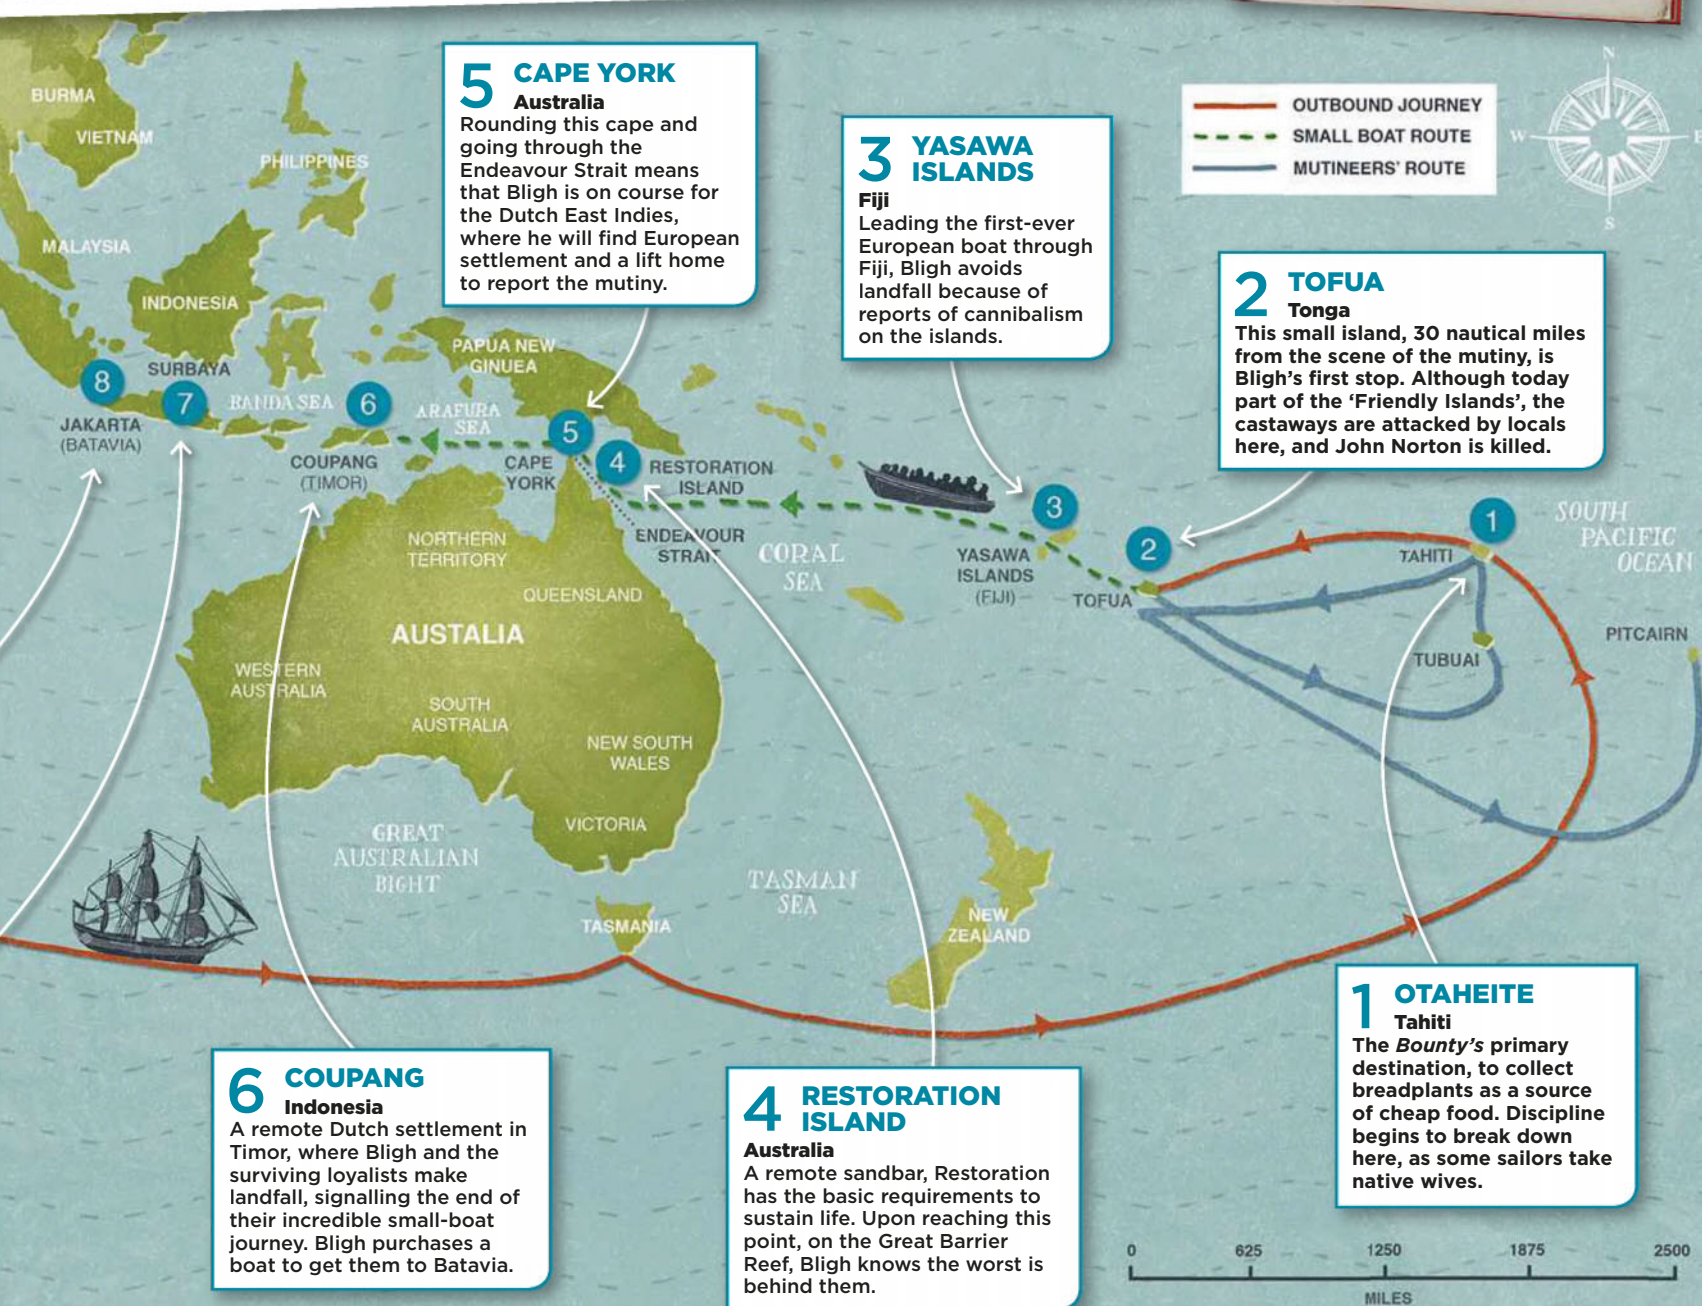 BURMA
VIETNAM
PHILIPPINES
MALAYSIA
INDONESIA
SURBAYA
8
7
BANDA SEA
6
JAKARTA
(BATAVIA)
COUPANG
(TIMOR)
ARAFURA
SEA
PAPUA NEW
GINUEA
5
CAPE
YORK
4
RESTORATION
ISLAND
ENDEAVOUR
STRAIT
CORAL
SEA
3
YASAWA
ISLANDS
(FIJI)
2
TOFUA
1
TAHITI
SOUTH
PACIFIC
OCEAN
TUBUAI
PITCAIRN
NORTHERN
TERRITORY
QUEENSLAND
AUSTALIA
WESTERN
AUSTRALIA
SOUTH
AUSTRALIA
NEW SOUTH
WALES
VICTORIA
GREAT
AUSTRALIAN
BIGHT
TASMANIA
TASMAN
SEA
NEW
ZEALAND
5 CAPE YORK
Australia
Rounding this cape and
going through the
Endeavour Strait means
that Bligh is on course for
the Dutch East Indies,
where he will find European
settlement and a lift home
to report the mutiny.
3 YASAWA
ISLANDS
Fiji
Leading the first-ever
European boat through
Fiji, Bligh avoids
landfall because of
reports of cannibalism
on the islands.
OUTBOUND JOURNEY
SMALL BOAT ROUTE
MUTINEERS' ROUTE
N
W
E
S
2 TOFUA
Tonga
This small island, 30 nautical miles
from the scene of the mutiny, is
Bligh's first stop. Although today
part of the 'Friendly Islands', the
castaways are attacked by locals
here, and John Norton is killed.
6 COUPANG
Indonesia
A remote Dutch settlement in
Timor, where Bligh and the
surviving loyalists make
landfall, signalling the end of
their incredible small-boat
journey. Bligh purchases a
boat to get them to Batavia.
4 RESTORATION
ISLAND
Australia
A remote sandbar, Restoration
has the basic requirements to
sustain life. Upon reaching this
point, on the Great Barrier
Reef, Bligh knows the worst is
behind them.
1 OTAHEITE
Tahiti
The Bounty's primary
destination, to collect
breadplants as a source
of cheap food. Discipline
begins to break down
here, as some sailors take
native wives.
0 625 1250 1875 2500
MILES